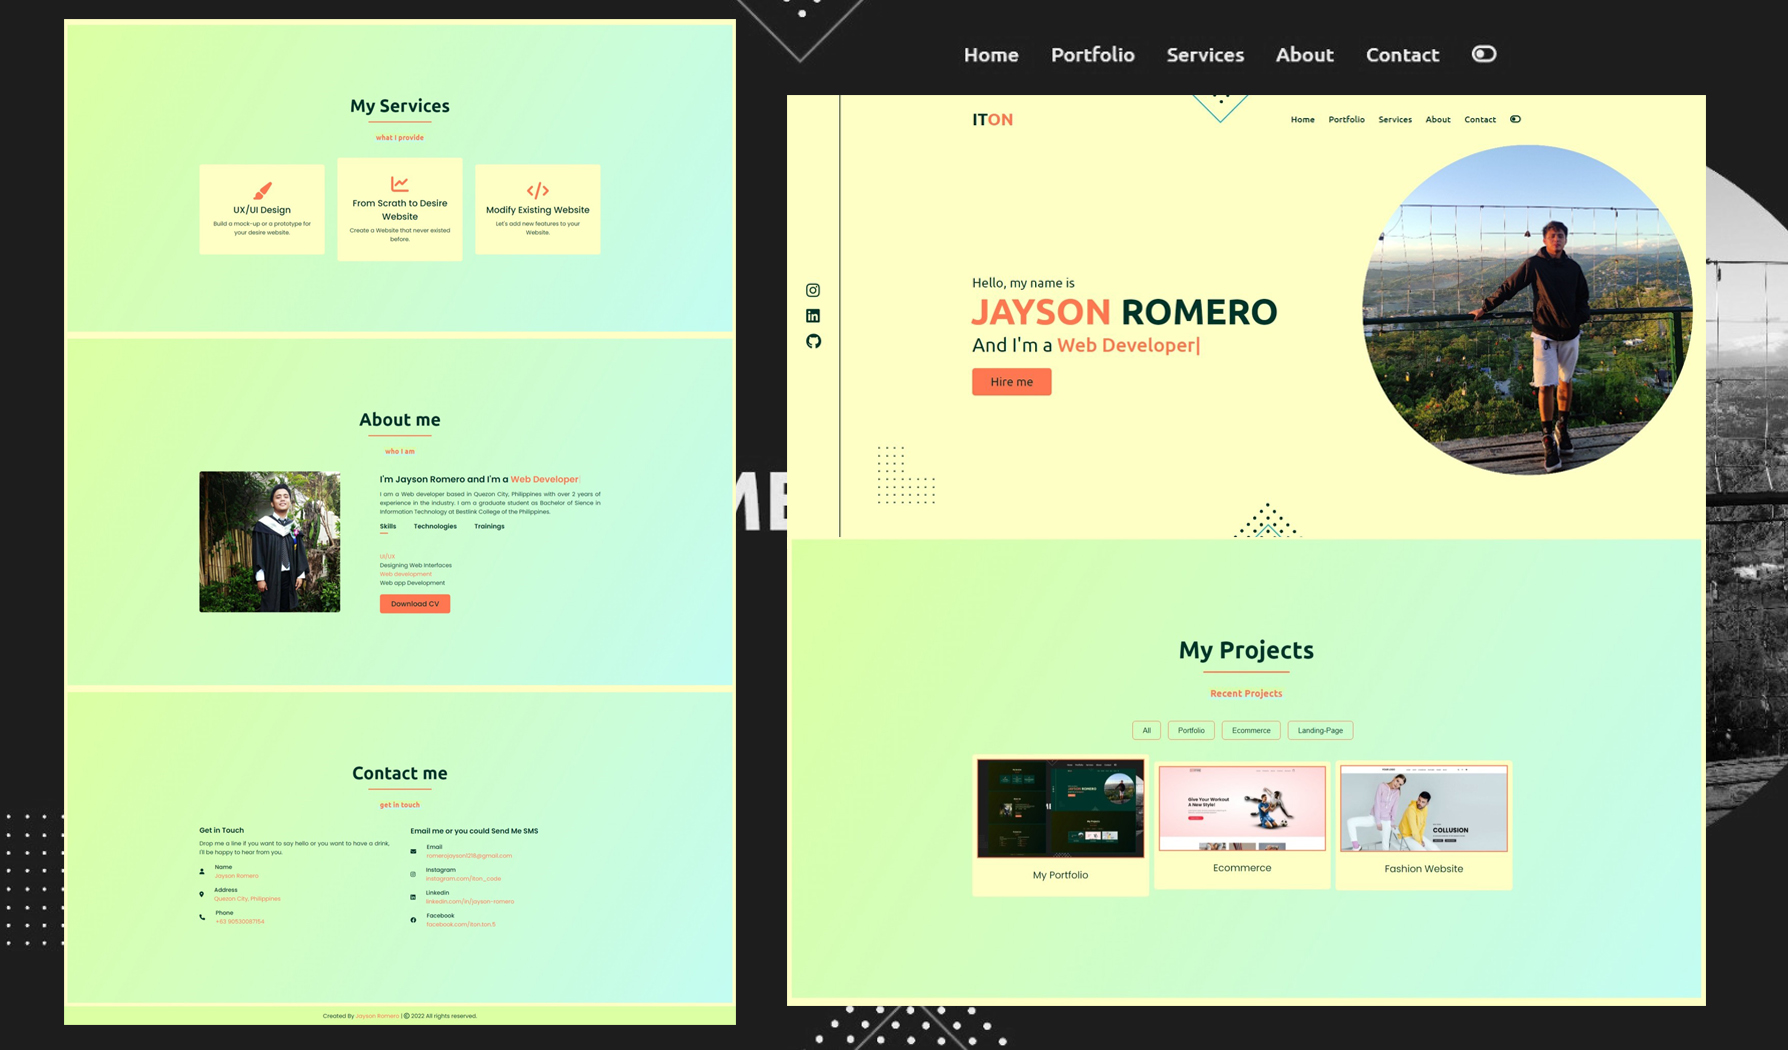 My Services
what I provide
UX/UI Design
Build a mock-up or a prototype for
your desire website.
From Scrath to Desire
Website
Create a Website that never existed
before.
Modify Existing Website
Let's add new features to your
Website.
About me
who I am
I'm Jayson Romero and I'm a Web Developer
I am a Web developer based in Quezon City, Philippines with over 2 years of
experience in the industry. I am a graduate student as Bachelor of Sience in
Information Technology at Bestlink College of the Philippines.
Skills Technologies Trainings
UI/UX
Designing Web Interfaces
Web development
Web app Development
Download CV
Contact me
get in touch
Get in Touch
Drop me a line if you want to say hello or you want to have a drink,
I'll be happy to hear from you.
Name
Jayson Romero
Address
Quezon City, Philippines
Phone
Email me or you could Send Me SMS
Email
Instagram
instagram.com/iton_code
Linkedin
linkedin.com/in/jayson-romero
Facebook
facebook.com/iton.ton.5
Created By Jayson Romero | © 2022 All rights reserved.
Home Portfolio Services About Contact
ITON
Home Portfolio Services About Contact
Hello, my name is
JAYSON ROMERO
And I'm a Web Developer|
Hire me
ME
My Projects
Recent Projects
All Portfolio Ecommerce Landing-Page
My Portfolio
Give Your Workout
A New Style!
Ecommerce
COLLUSION
Fashion Website